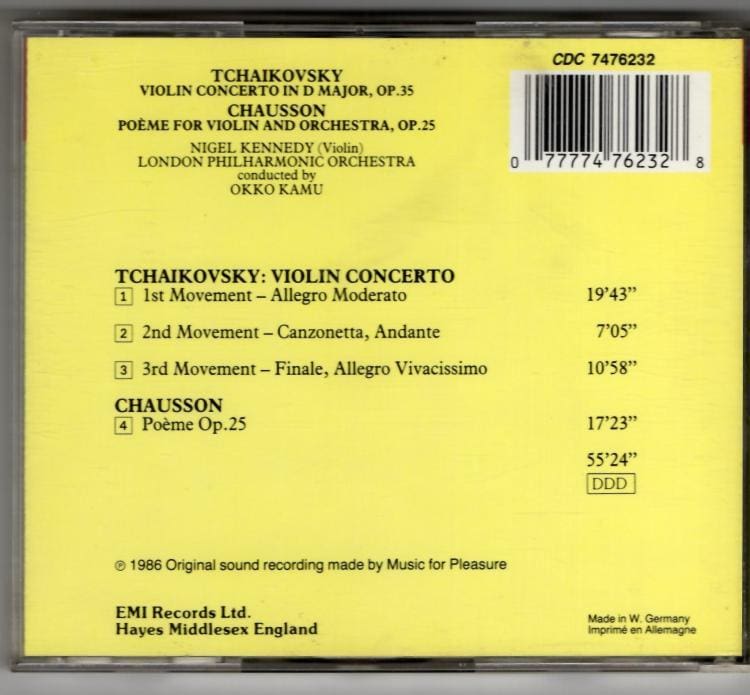 TCHAIKOVSKY
VIOLIN CONCERTO IN D MAJOR, OP.35
CHAUSSON
POÈME FOR VIOLIN AND ORCHESTRA, OP.25
NIGEL KENNEDY (Violin)
LONDON PHILHARMONIC ORCHESTRA
conducted by
OKKO KAMU
CDC 7476232
0 77774 76232 8
TCHAIKOVSKY: VIOLIN CONCERTO
1 1st Movement – Allegro Moderato 19’43”
2 2nd Movement – Canzonetta, Andante 7’05”
3 3rd Movement – Finale, Allegro Vivacissimo 10’58”
CHAUSSON
4 Poème Op.25 17’23”
55’24”
DDD
℗ 1986 Original sound recording made by Music for Pleasure
EMI Records Ltd.
Hayes Middlesex England
Made in W. Germany
Imprimé en Allemagne